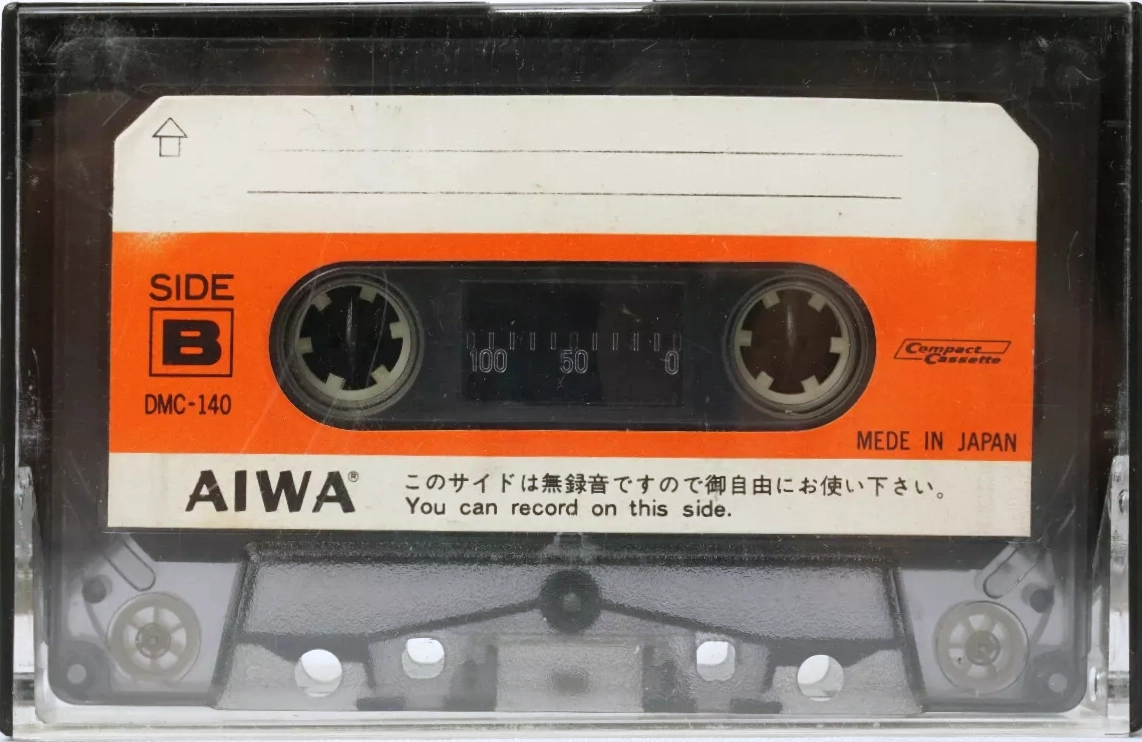 SIDE
B
DMC-140
100 50 0
Compact
Cassette
MEDE IN JAPAN
AIWA®
このサイドは無録音ですので御自由にお使い下さい。
You can record on this side.